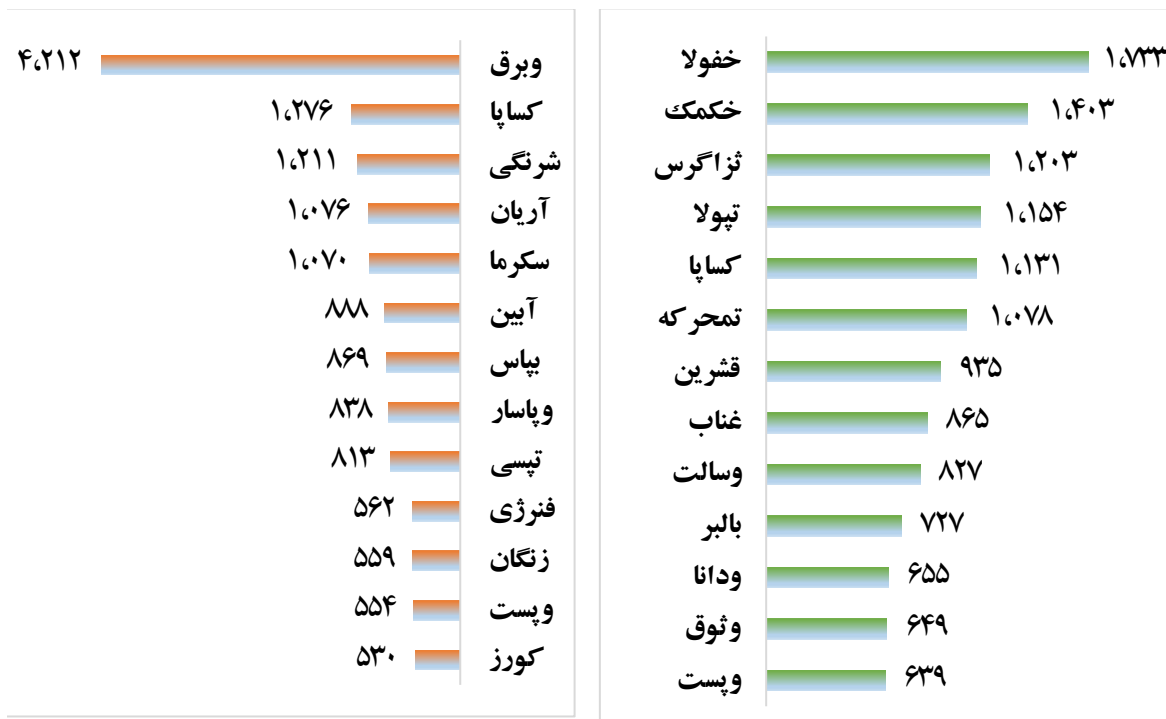 خفولا ۱،۷۳۳
خکمک ۱،۴۰۳
ثزاگرس ۱،۲۰۳
تپولا ۱،۱۵۴
کساپا ۱،۱۳۱
تمحرکه ۱،۰۷۸
قشرین ۹۳۵
غناب ۸۶۵
وسالت ۸۲۷
بالبر ۷۲۷
ودانا ۶۵۵
وثوق ۶۴۹
وپست ۶۳۹
وبرق ۴،۲۱۲
کساپا ۱،۲۷۶
شرنگی ۱،۲۱۱
آریان ۱،۰۷۶
سکرما ۱،۰۷۰
آبین ۸۸۸
بپاس ۸۶۹
وپاسار ۸۳۸
تپسی ۸۱۳
فنرژی ۵۶۲
زنگان ۵۵۹
وپست ۵۵۴
کورز ۵۳۰